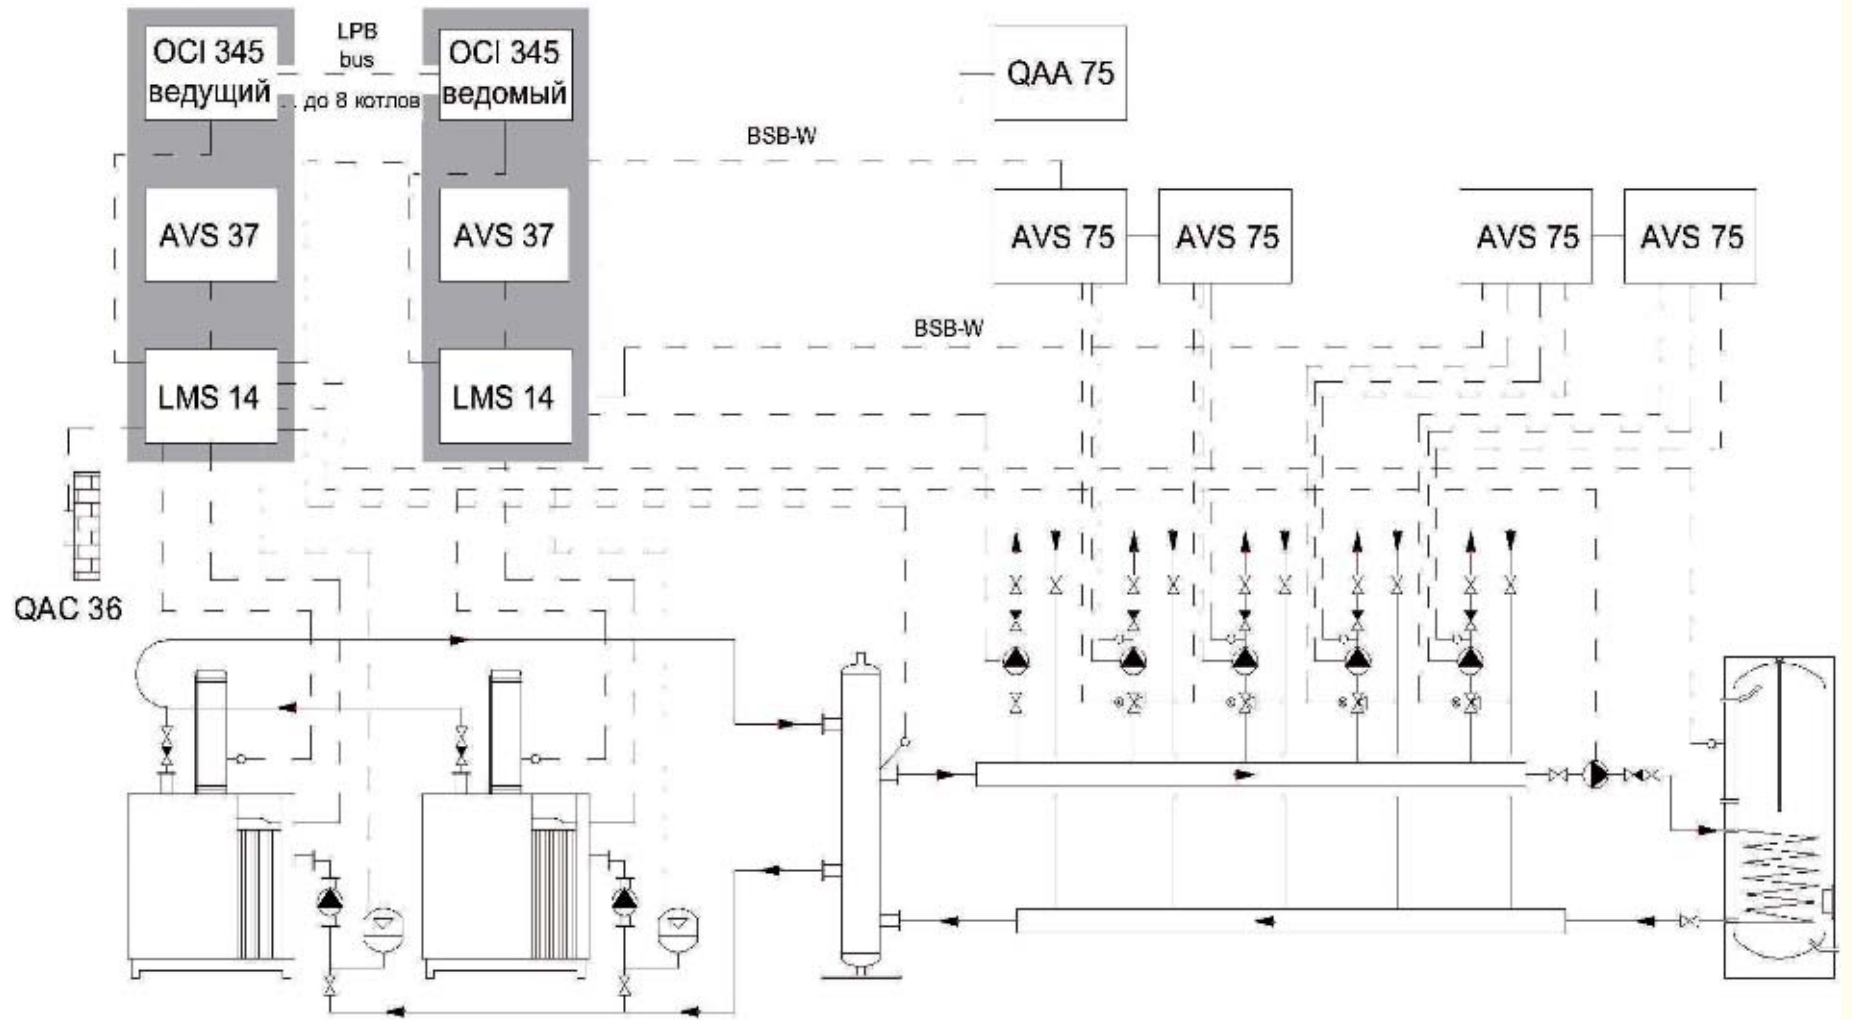 OCI 345
ведущий
LPB
bus
до 8 котлов
OCI 345
ведомый
QAA 75
BSB-W
AVS 37
AVS 37
AVS 75
AVS 75
AVS 75
AVS 75
BSB-W
LMS 14
LMS 14
QAC 36